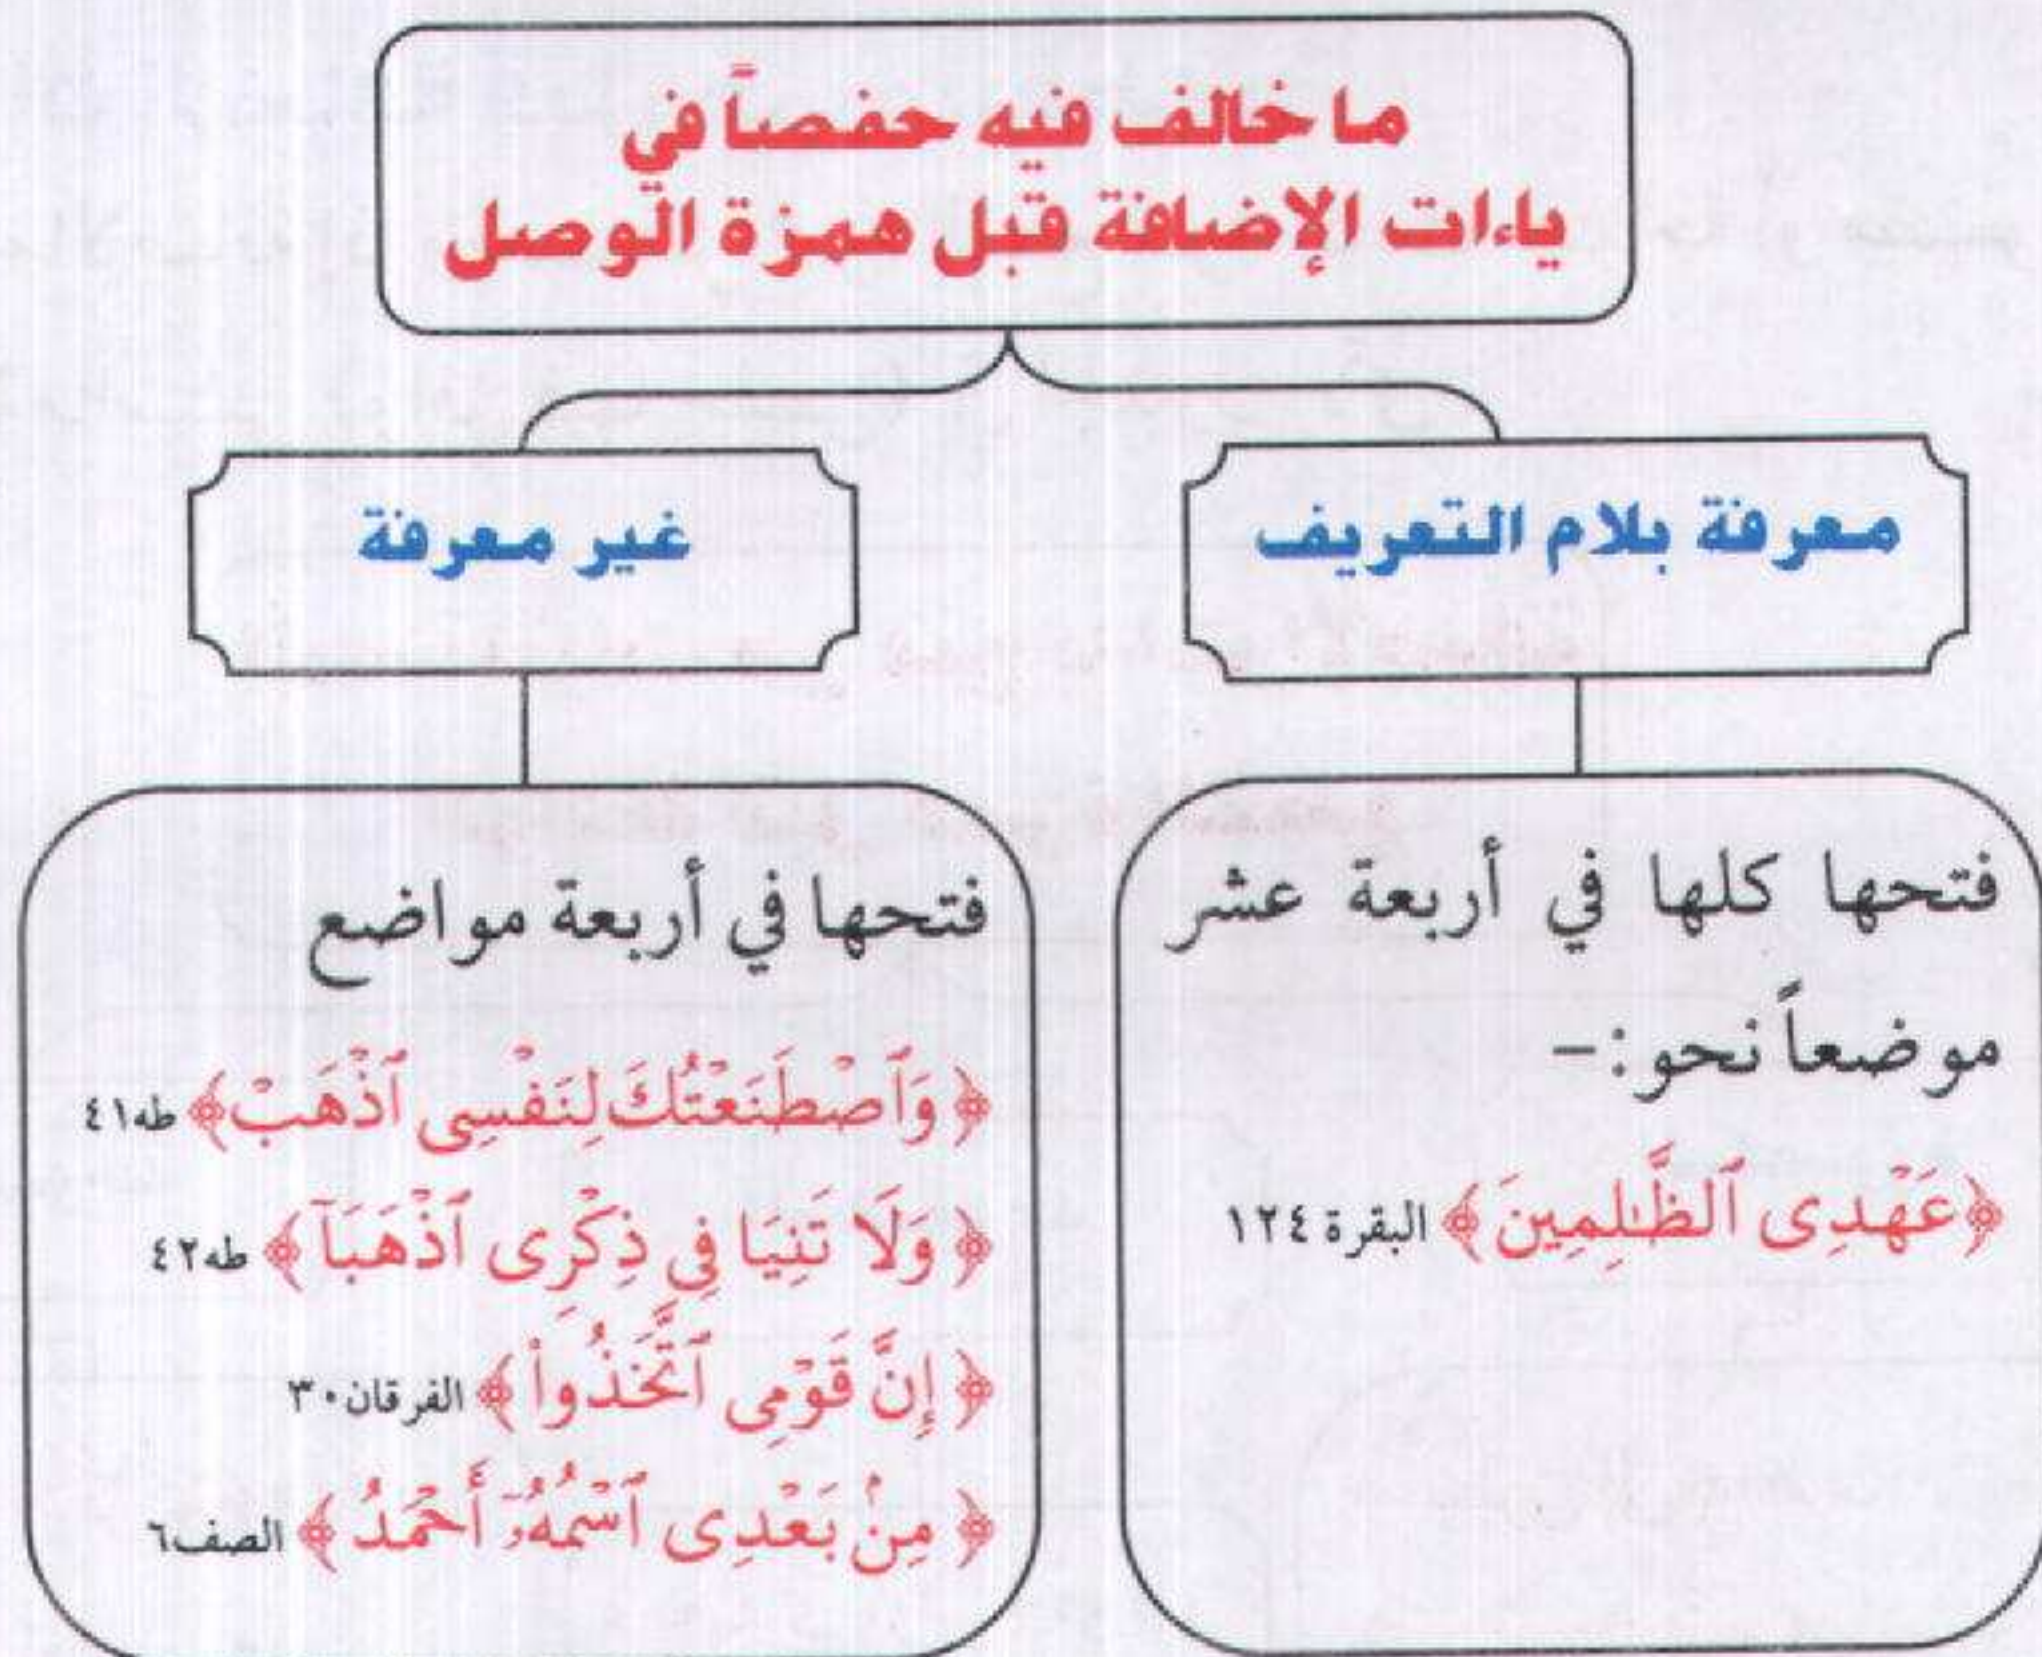 ما خالف فيه حفصاً في
ياءات الإضافة قبل همزة الوصل
معرفة بلام التعريف
غير معرفة
فتحها كلها في أربعة عشر
موضعاً نحو: –
﴿عَهْدِى ٱلظَّٰلِمِينَ﴾ البقرة ١٢٤
فتحها في أربعة مواضع
﴿ وَٱصْطَنَعْتُكَ لِنَفْسِى ٱذْهَبْ﴾ طه٤١
﴿ وَلَا تَنِيَا فِى ذِكْرِى ٱذْهَبَآ﴾ طه٤٢
﴿ إِنَّ قَوْمِى ٱتَّخَذُوا۟ ﴾ الفرقان٣٠
﴿ مِنۢ بَعْدِى ٱسْمُهُۥٓ أَحْمَدُ ﴾ الصف٦